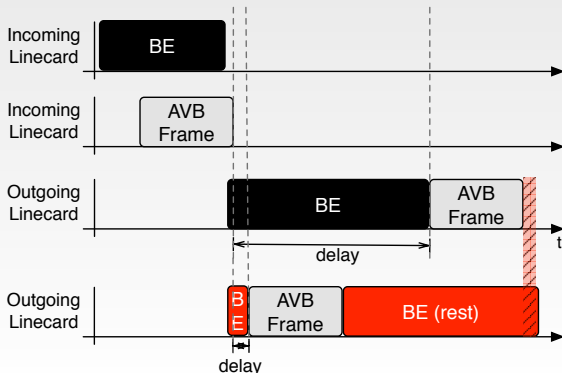 Incoming
Linecard
BE
Incoming
Linecard
AVB
Frame
Outgoing
Linecard
BE
AVB
Frame
t
delay
Outgoing
Linecard
B
E
AVB
Frame
BE (rest)
delay